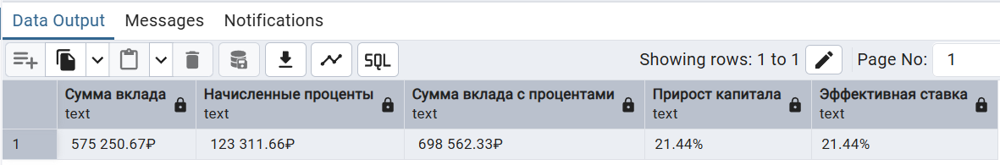 Data Output Messages Notifications
SQL Showing rows: 1 to 1 Page No: 1
Сумма вклада Начисленные проценты Сумма вклада с процентами Прирост капитала Эффективная ставка
text text text text text
1 575 250.67₽ 123 311.66₽ 698 562.33₽ 21.44% 21.44%